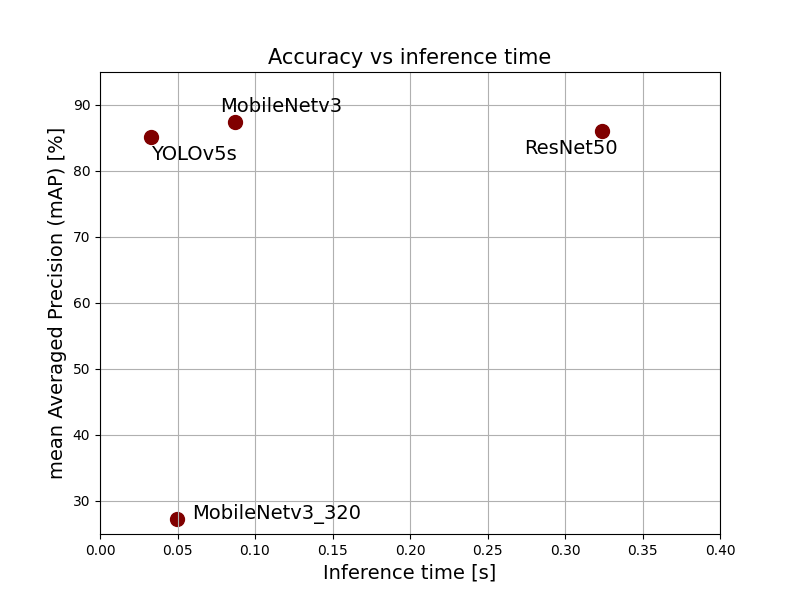 Accuracy vs inference time
mean Averaged Precision (mAP) [%]
90
80
70
60
50
40
30
MobileNetv3
YOLOv5s
ResNet50
MobileNetv3_320
0.00 0.05 0.10 0.15 0.20 0.25 0.30 0.35 0.40
Inference time [s]